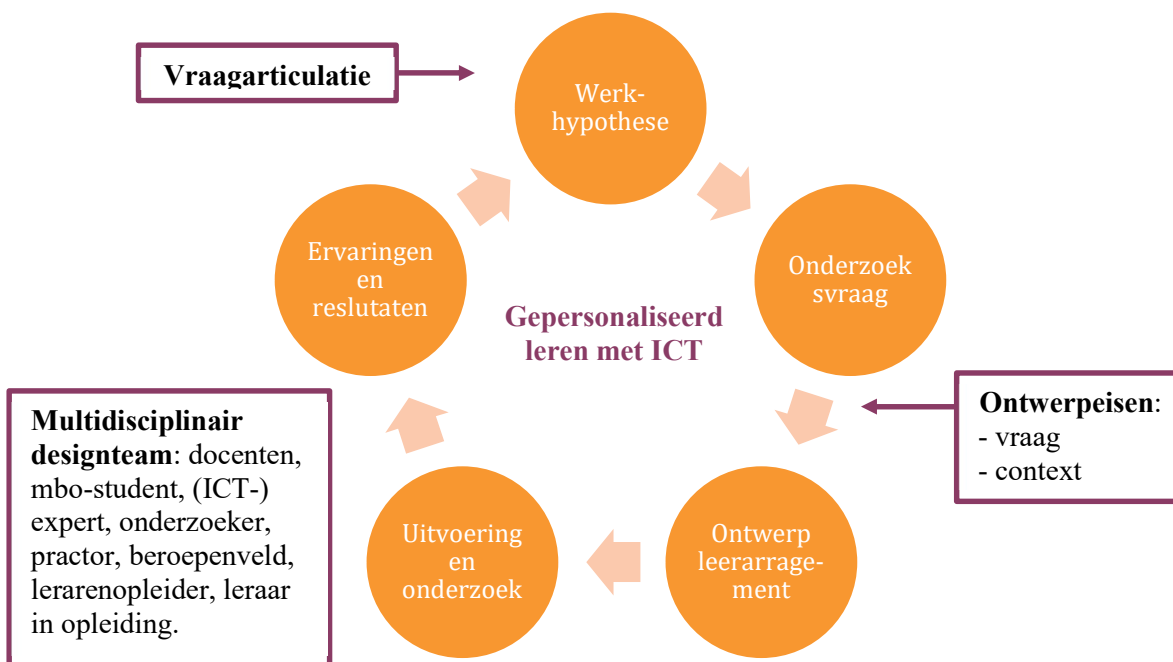 Vraagarticulatie
Werk-
hypothese
Onderzoek
svraag
Ervaringen
en
reslutaten
Gepersonaliseerd
leren met ICT
Ontwerpeisen:
- vraag
- context
Multidisciplinair
designteam: docenten,
mbo-student, (ICT-)
expert, onderzoeker,
practor, beroepenveld,
lerarenopleider, leraar
in opleiding.
Uitvoering
en
onderzoek
Ontwerp
leerarrage-
ment